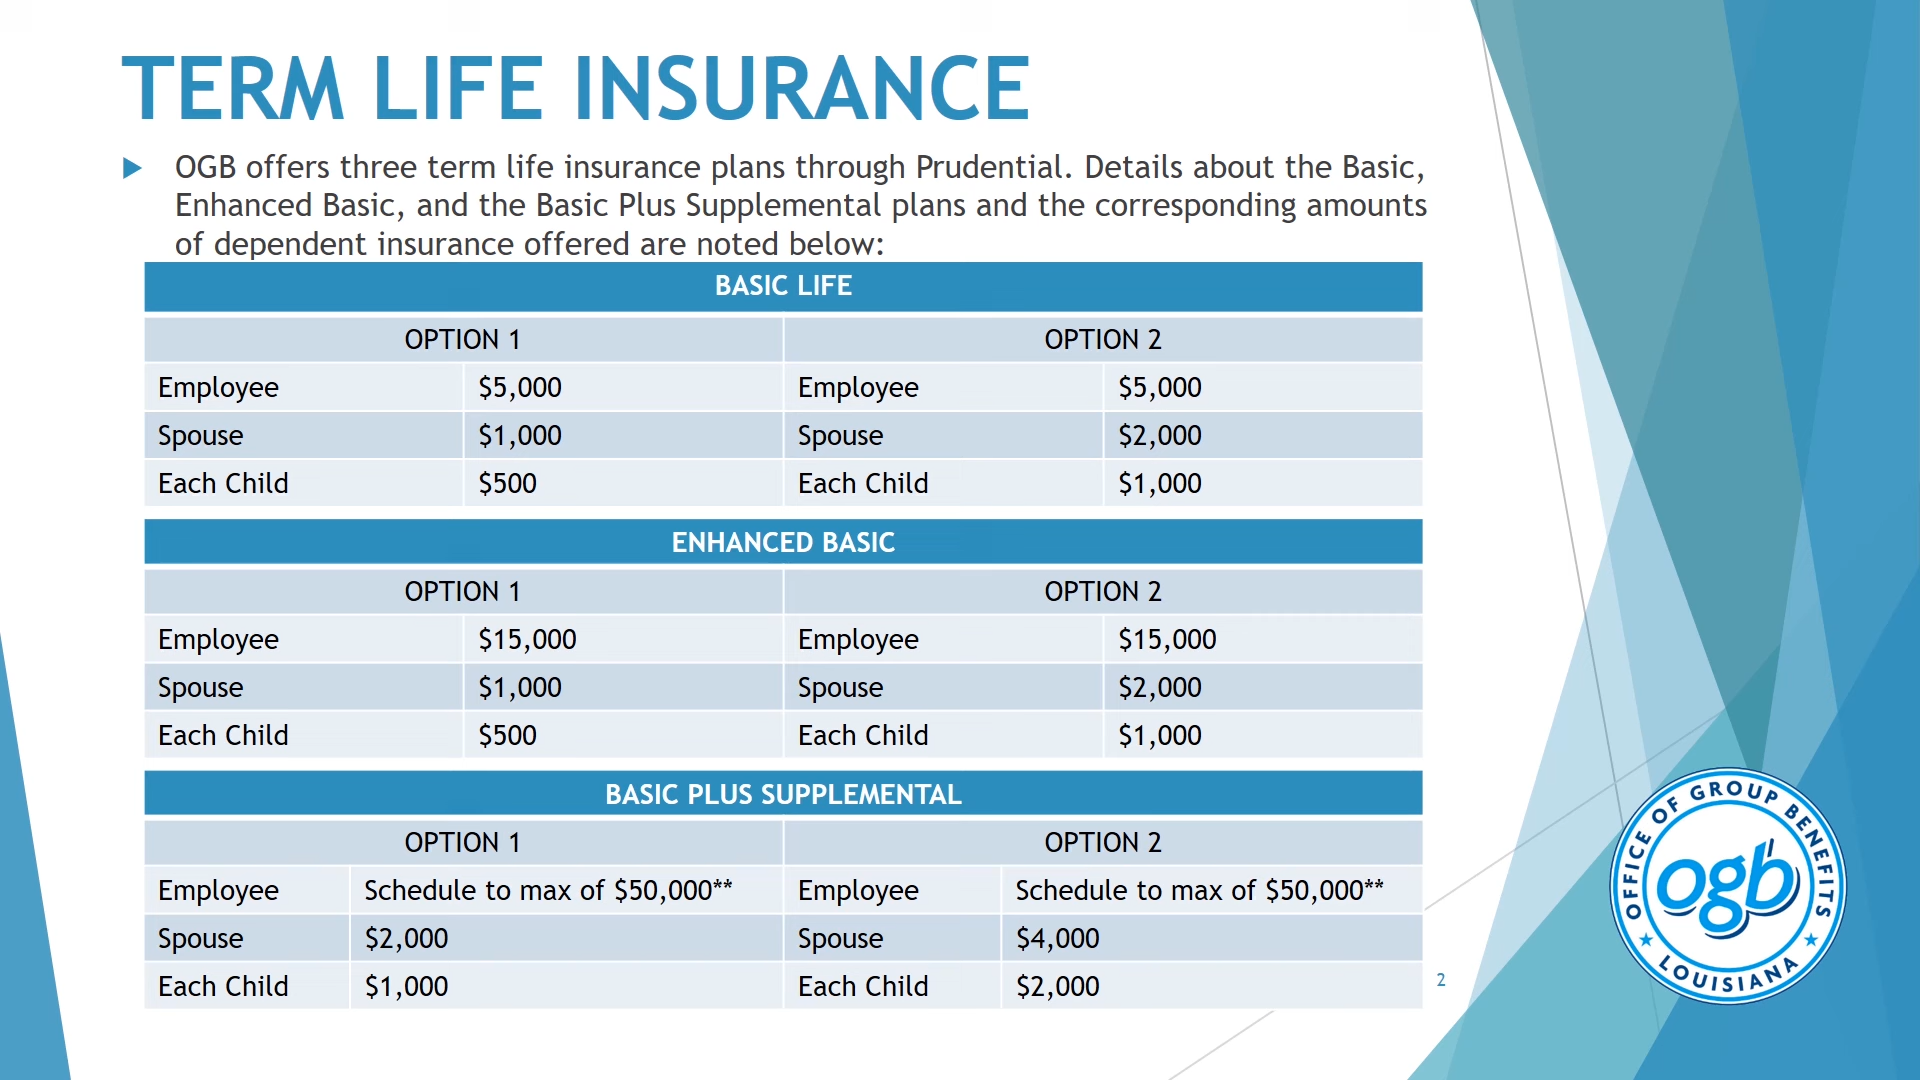 TERM LIFE INSURANCE
OGB offers three term life insurance plans through Prudential. Details about the Basic,
Enhanced Basic, and the Basic Plus Supplemental plans and the corresponding amounts
of dependent insurance offered are noted below:
BASIC LIFE
OPTION 1 OPTION 2
Employee $5,000 Employee $5,000
Spouse $1,000 Spouse $2,000
Each Child $500 Each Child $1,000
ENHANCED BASIC
OPTION 1 OPTION 2
Employee $15,000 Employee $15,000
Spouse $1,000 Spouse $2,000
Each Child $500 Each Child $1,000
BASIC PLUS SUPPLEMENTAL
OPTION 1 OPTION 2
Employee Schedule to max of $50,000** Employee Schedule to max of $50,000**
Spouse $2,000 Spouse $4,000
Each Child $1,000 Each Child $2,000
2
OFFICE OF GROUP BENEFITS
ogb
LOUISIANA